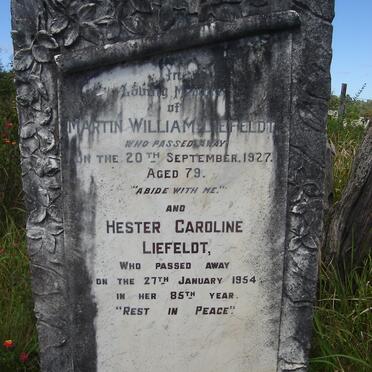 In
Loving Memory
of
MARTIN WILLIAM LIEFELDT
WHO PASSED AWAY
ON THE 20TH SEPTEMBER, 1927.
AGED 79.
"ABIDE WITH ME."
AND
HESTER CAROLINE
LIEFELDT,
WHO PASSED AWAY
ON THE 27TH JANUARY 1954
IN HER 85TH YEAR.
"REST IN PEACE".